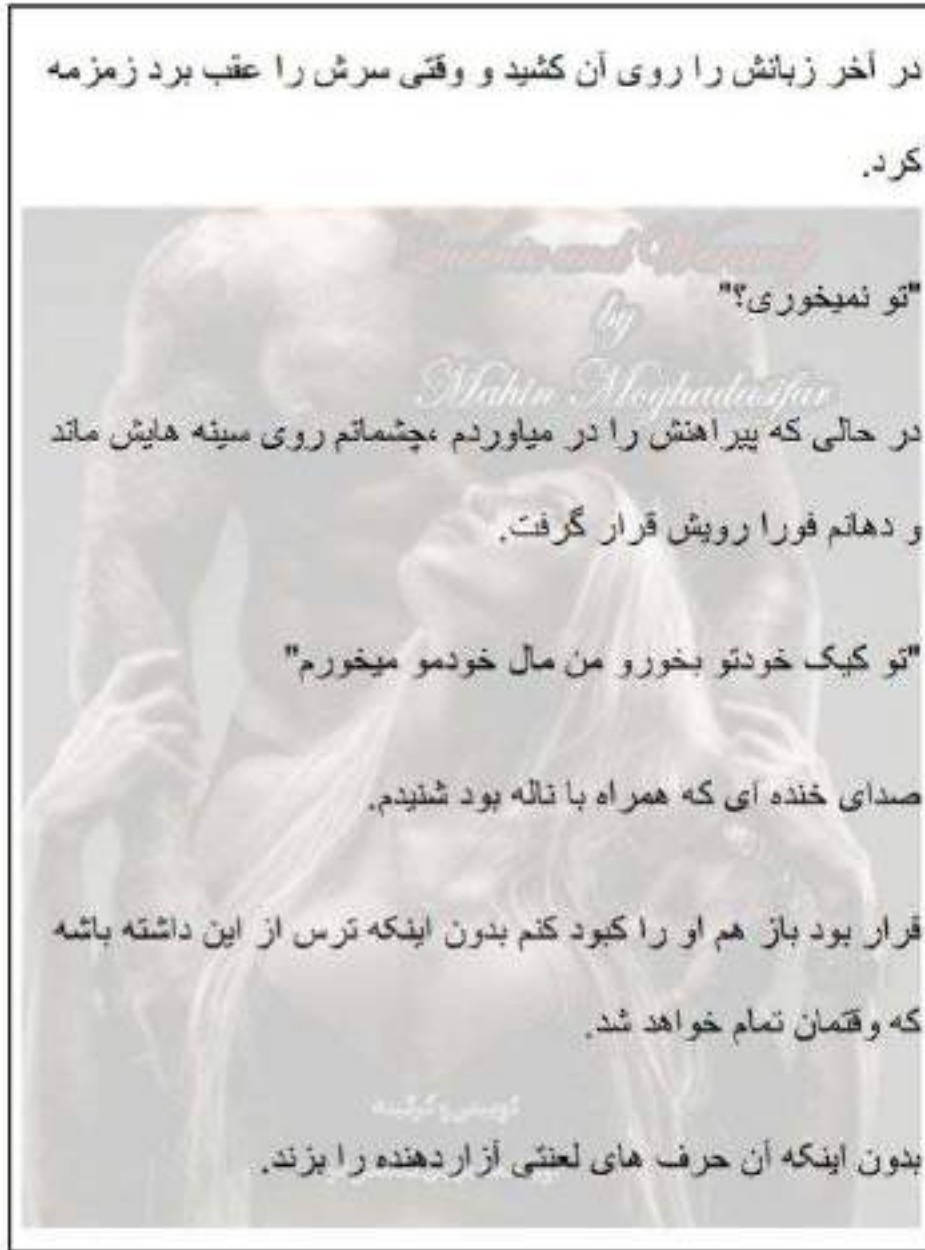 در آخر زبانش را روی آن کشید و وقتی سرش را عقب برد زمزمه
کرد.
"تو نمیخوری؟"
by
Mahin Moghadasifar
در حالی که پیراهنش را در میاوردم ،چشمانم روی سینه هایش ماند
و دهانم فورا رویش قرار گرفت.
"تو کیک خودتو بخورو من مال خودمو میخورم"
صدای خنده ای که همراه با ناله بود شنیدم.
قرار بود باز هم او را کبود کنم بدون اینکه ترس از این داشته باشه
که وقتمان تمام خواهد شد.
بدون اینکه آن حرف های لعنتی آزار دهنده را بزند.